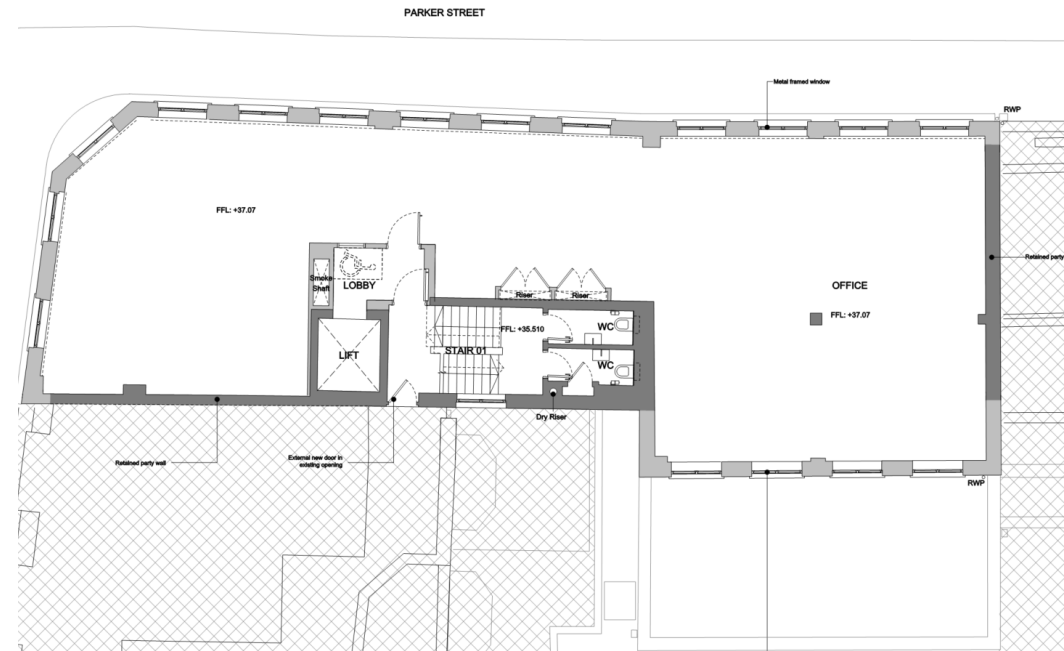 PARKER STREET
Metal framed window
RWP
FFL: +37.07
Retained party
Smoke
Shaft
LOBBY
OFFICE
Riser
Riser
FFL: +37.07
FFL: +35.510
WC
STAIR 01
LIFT
WC
Dry Riser
External new door in
existing opening
Retained party wall
RWP